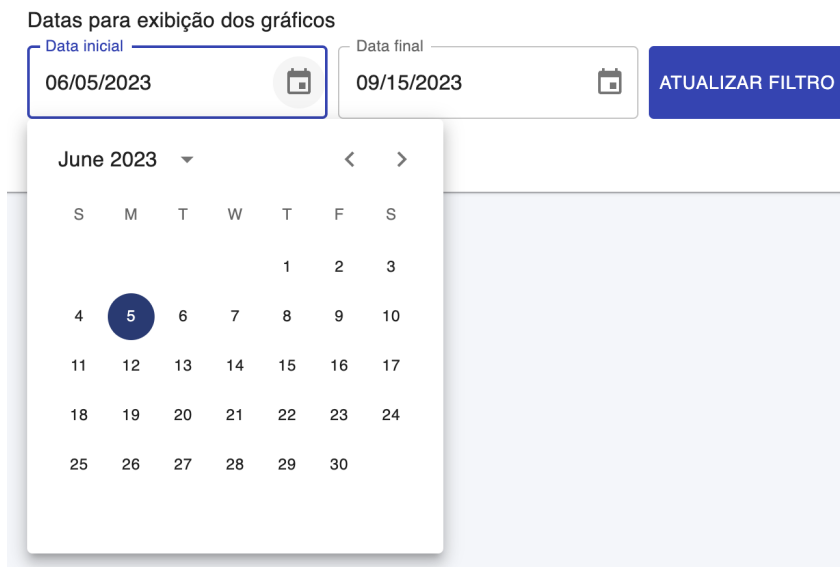 Datas para exibição dos gráficos
Data inicial Data final
06/05/2023 09/15/2023 ATUALIZAR FILTRO
June 2023
S M T W T F S
1 2 3
4 5 6 7 8 9 10
11 12 13 14 15 16 17
18 19 20 21 22 23 24
25 26 27 28 29 30